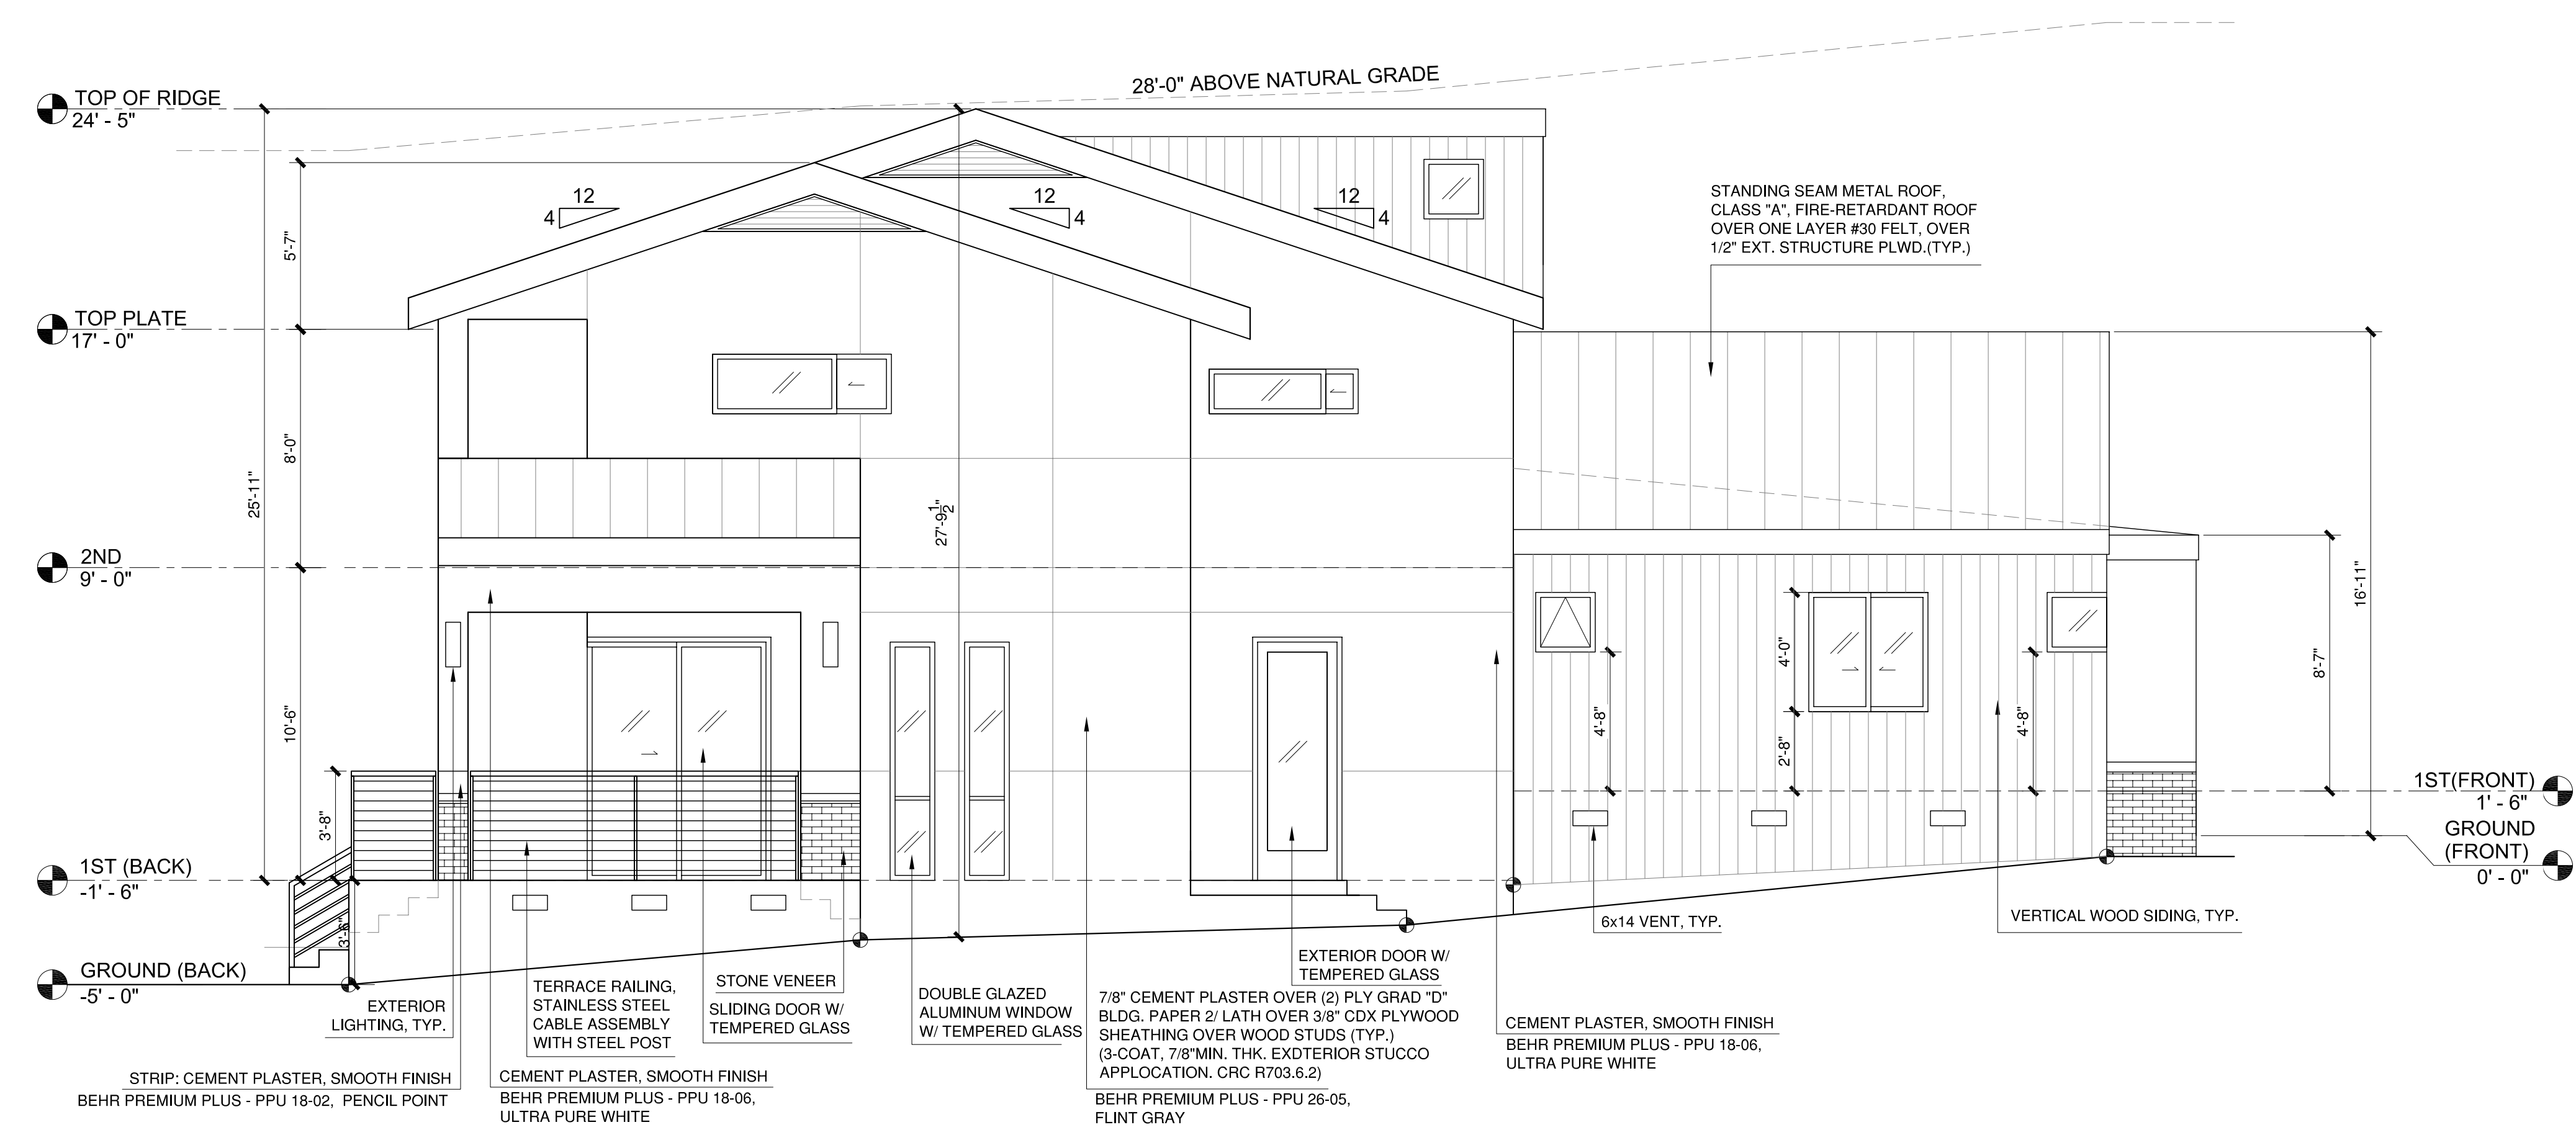 28'-0" ABOVE NATURAL GRADE
TOP OF RIDGE
24' - 5"
TOP PLATE
17' - 0"
2ND
9' - 0"
1ST (BACK)
-1' - 6"
GROUND (BACK)
-5' - 0"
25'-11"
5'-7"
8'-0"
10'-6"
3'-8"
3'-6"
12
4
12
4
12
4
27'-9 1/2"
STANDING SEAM METAL ROOF,
CLASS "A", FIRE-RETARDANT ROOF
OVER ONE LAYER #30 FELT, OVER
1/2" EXT. STRUCTURE PLWD.(TYP.)
4'-8"
4'-0"
2'-8"
4'-8"
8'-7"
16'-11"
1ST(FRONT)
1' - 6"
GROUND
(FRONT)
0' - 0"
EXTERIOR
LIGHTING, TYP.
STRIP: CEMENT PLASTER, SMOOTH FINISH
BEHR PREMIUM PLUS - PPU 18-02, PENCIL POINT
TERRACE RAILING,
STAINLESS STEEL
CABLE ASSEMBLY
WITH STEEL POST
CEMENT PLASTER, SMOOTH FINISH
BEHR PREMIUM PLUS - PPU 18-06,
ULTRA PURE WHITE
STONE VENEER
SLIDING DOOR W/
TEMPERED GLASS
DOUBLE GLAZED
ALUMINUM WINDOW
W/ TEMPERED GLASS
EXTERIOR DOOR W/
TEMPERED GLASS
7/8" CEMENT PLASTER OVER (2) PLY GRAD "D"
BLDG. PAPER 2/ LATH OVER 3/8" CDX PLYWOOD
SHEATHING OVER WOOD STUDS (TYP.)
(3-COAT, 7/8"MIN. THK. EXDTERIOR STUCCO
APPLOCATION. CRC R703.6.2)
BEHR PREMIUM PLUS - PPU 26-05,
FLINT GRAY
CEMENT PLASTER, SMOOTH FINISH
BEHR PREMIUM PLUS - PPU 18-06,
ULTRA PURE WHITE
6x14 VENT, TYP.
VERTICAL WOOD SIDING, TYP.